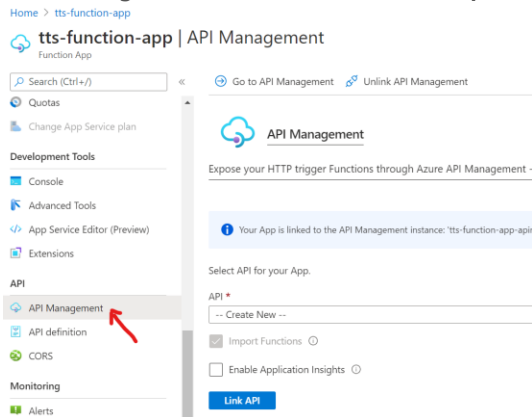 Home > tts-function-app
tts-function-app | API Management
Function App
Search (Ctrl+/)
«
Go to API Management
Unlink API Management
Quotas
Change App Service plan
Development Tools
Console
Advanced Tools
App Service Editor (Preview)
Extensions
API
API Management
API definition
CORS
Monitoring
Alerts
API Management
Expose your HTTP trigger Functions through Azure API Management -
Your App is linked to the API Management instance: 'tts-function-app-apim
Select API for your App.
API *
-- Create New --
Import Functions
Enable Application Insights
Link API